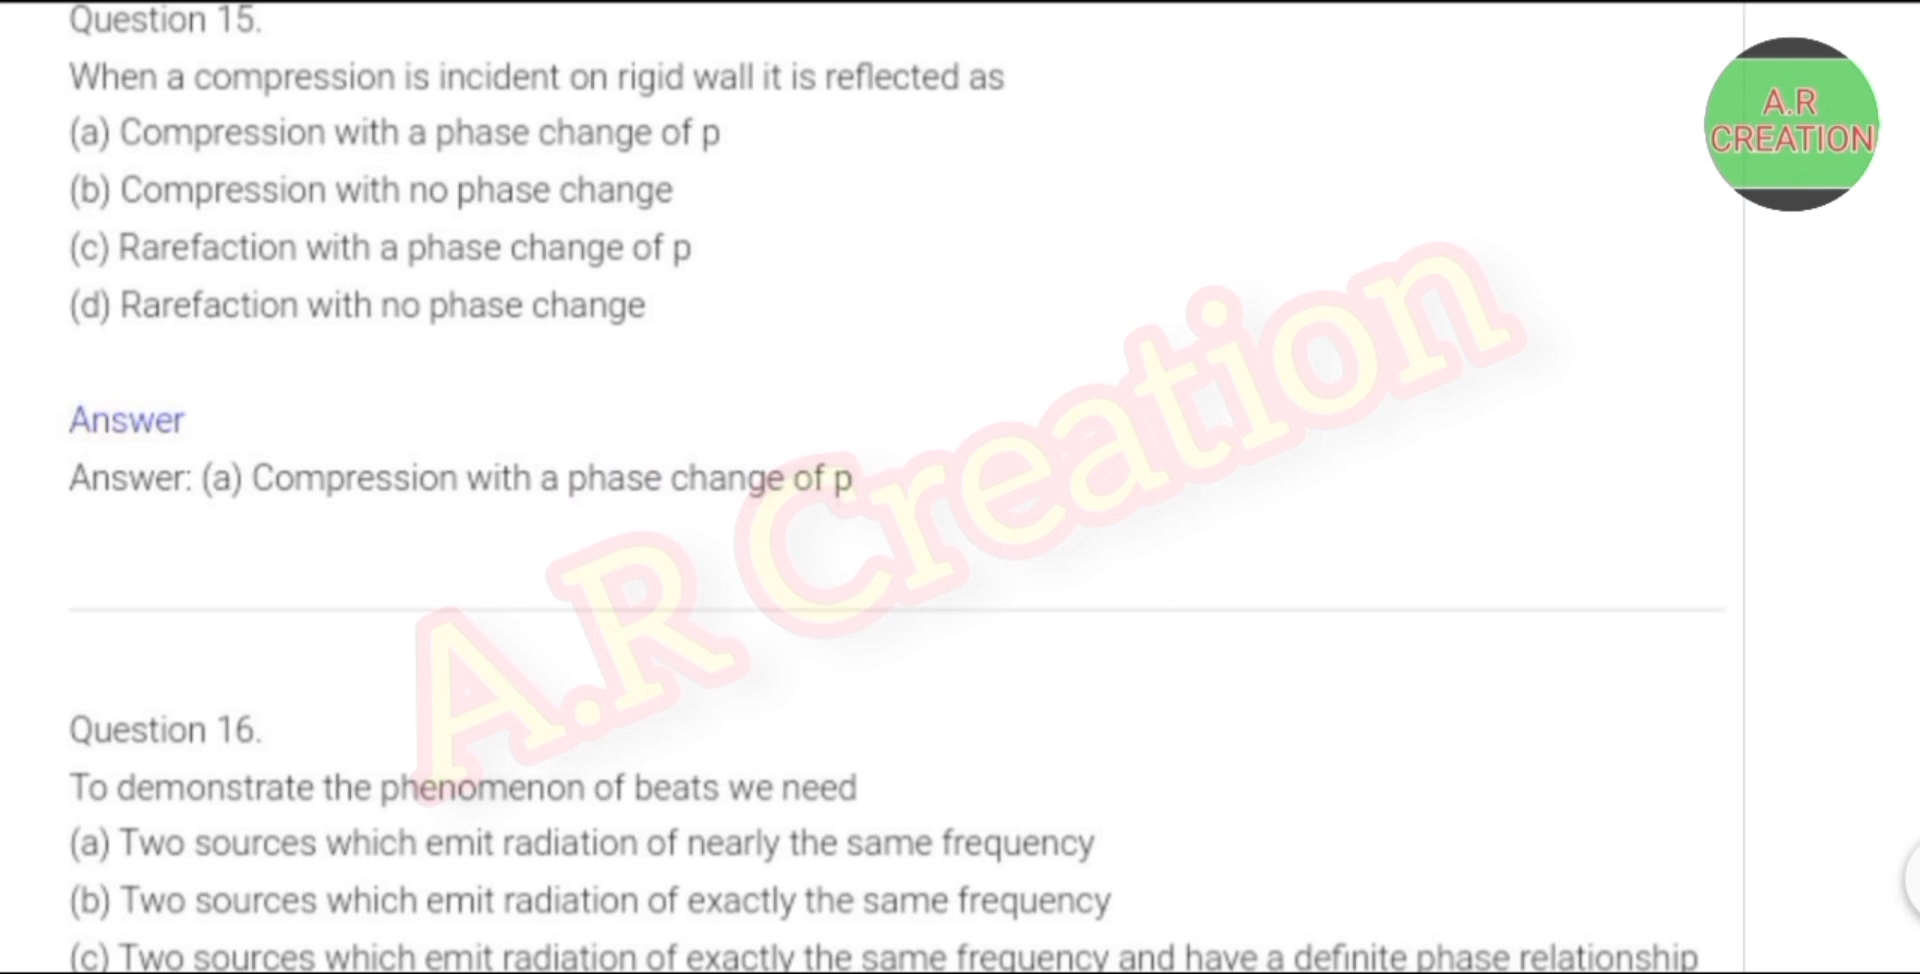 Question 15.
When a compression is incident on rigid wall it is reflected as
(a) Compression with a phase change of p
(b) Compression with no phase change
(c) Rarefaction with a phase change of p
(d) Rarefaction with no phase change
Answer
Answer: (a) Compression with a phase change of p
Question 16.
To demonstrate the phenomenon of beats we need
(a) Two sources which emit radiation of nearly the same frequency
(b) Two sources which emit radiation of exactly the same frequency
(c) Two sources which emit radiation of exactly the same frequency and have a definite phase relationship
A.R
CREATION
A.R Creation